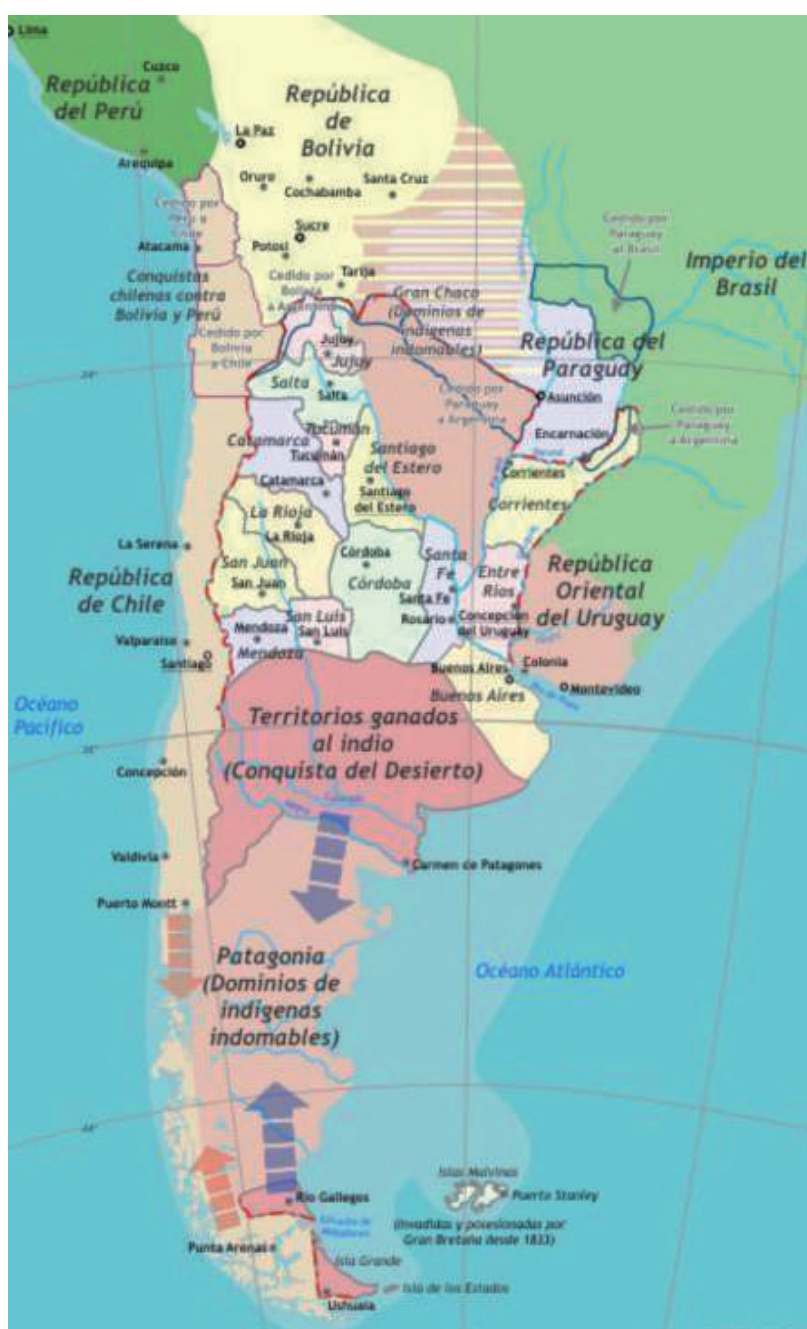 Lima
Cuzco
República
del Perú
Arequipa
República
de
Bolivia
La Paz
Oruro
Cochabamba
Santa Cruz
Sucre
Potosí
Tarija
Cedido por
Perú a
Chile
Atacama
Conquistas
chilenas contra
Bolivia y Perú
Cedido por
Bolivia
a Chile
Cedido por
Bolivia
a Argentina
Gran Chaco
(Dominios de
indígenas
indomables)
Cedido por
Paraguay
al Brasil
Imperio del
Brasil
República del
Paraguay
Asunción
Cedido por
Paraguay
a Argentina
Encarnación
Cedido por
Paraguay
a Argentina
Jujuy
Jujuy
Salta
Salta
Tucumán
Tucumán
Catamarca
Catamarca
Santiago
del Estero
Santiago
del Estero
Corrientes
Corrientes
La Rioja
La Rioja
La Serena
San Juan
San Juan
Córdoba
Córdoba
Santa
Fe
Santa Fe
Rosario
Entre
Ríos
Concepción
del Uruguay
República
Oriental
del Uruguay
República
de Chile
Valparaíso
Santiago
Mendoza
Mendoza
San Luis
San Luis
Buenos Aires
Buenos Aires
Colonia
Montevideo
Océano
Pacífico
Territorios ganados
al indio
(Conquista del Desierto)
Concepción
Colorado
Valdivia
Carmen de Patagones
Puerto Montt
Patagonia
(Dominios de
indígenas
indomables)
Océano Atlántico
Islas Malvinas
Puerto Stanley
(Invadidas y posesionadas por
Gran Bretaña desde 1833)
Río Gallegos
Estrecho de
Magallanes
Punta Arenas
Isla Grande
Isla de los Estados
Ushuaia